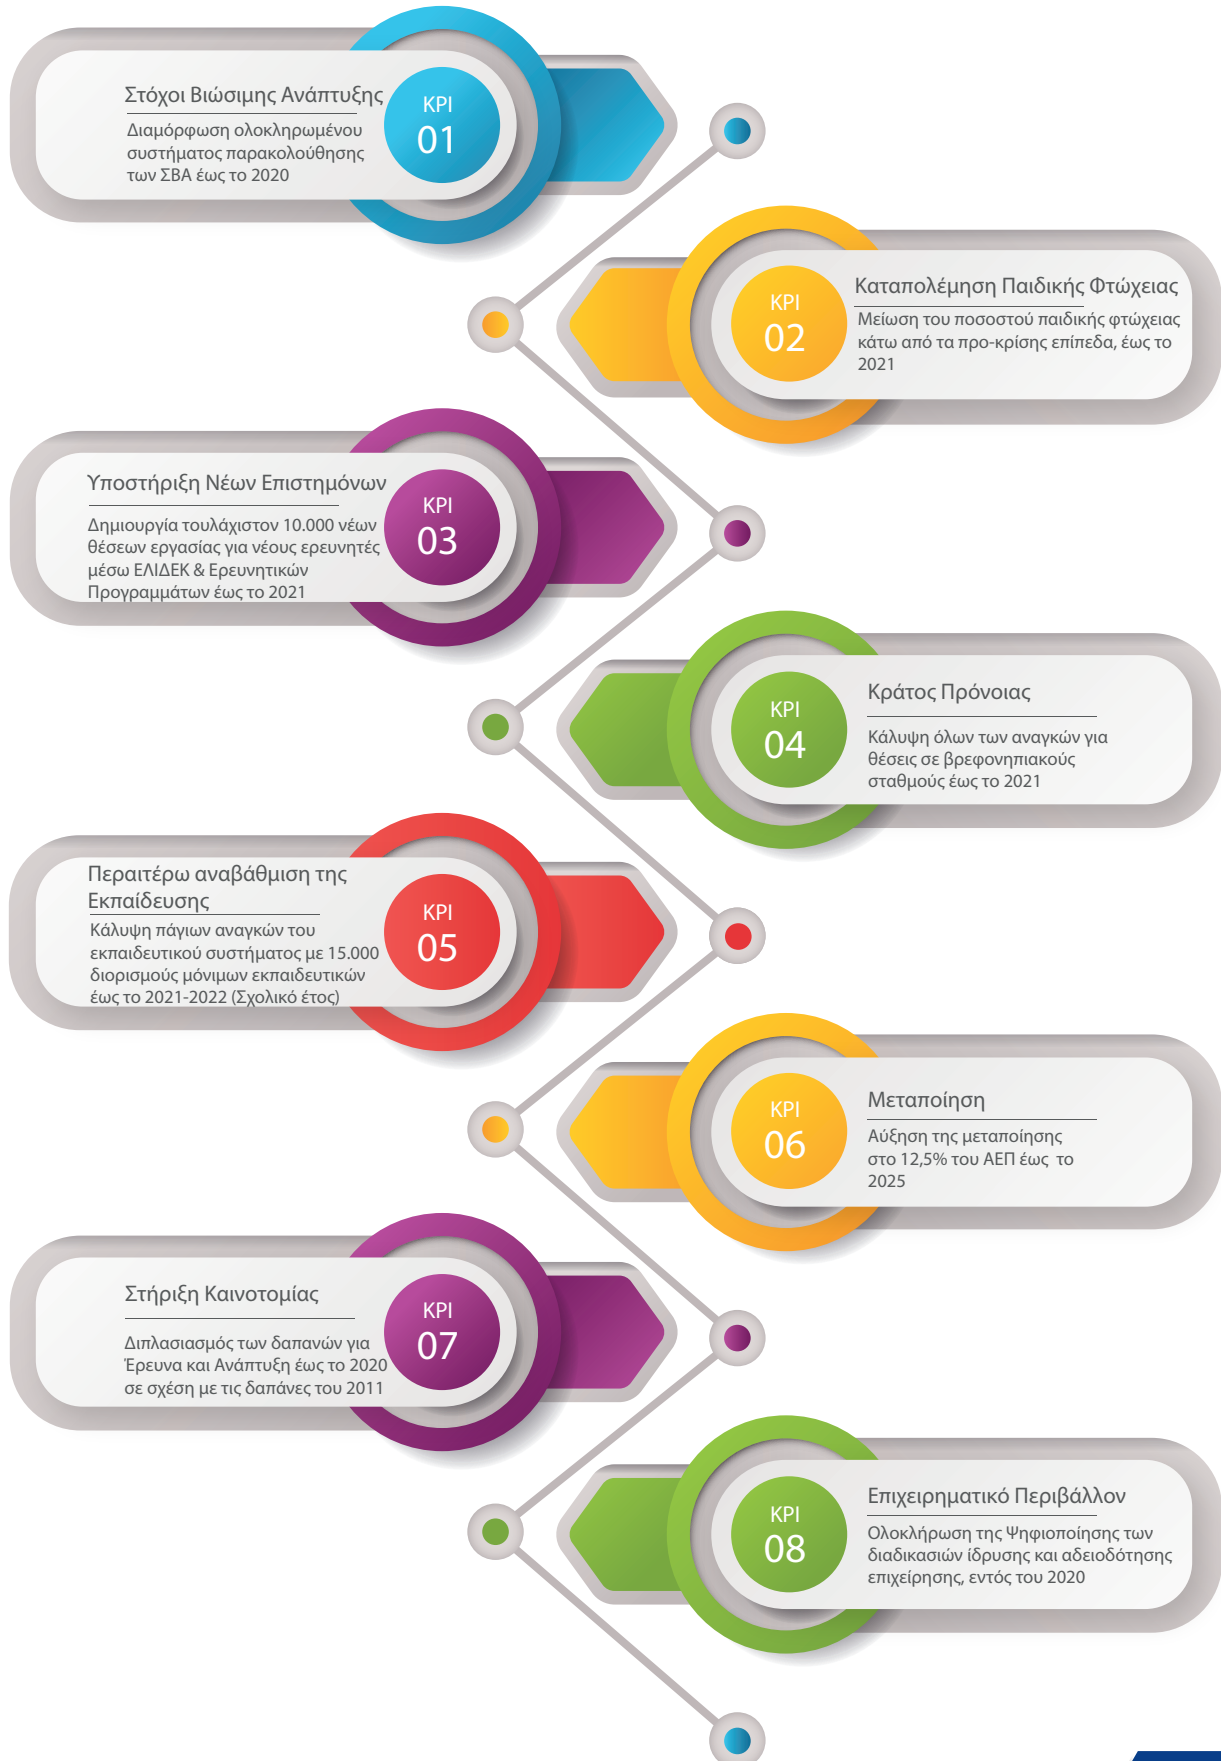 Στόχοι Βιώσιμης Ανάπτυξης
Διαμόρφωση ολοκληρωμένου
συστήματος παρακολούθησης
των ΣΒΑ έως το 2020
KPI
01
KPI
02
Καταπολέμηση Παιδικής Φτώχειας
Μείωση του ποσοστού παιδικής φτώχειας
κάτω από τα προ-κρίσης επίπεδα, έως το
2021
Υποστήριξη Νέων Επιστημόνων
Δημιουργία τουλάχιστον 10.000 νέων
θέσεων εργασίας για νέους ερευνητές
μέσω ΕΛΙΔΕΚ & Ερευνητικών
Προγραμμάτων έως το 2021
KPI
03
KPI
04
Κράτος Πρόνοιας
Κάλυψη όλων των αναγκών για
θέσεις σε βρεφονηπιακούς
σταθμούς έως το 2021
Περαιτέρω αναβάθμιση της
Εκπαίδευσης
Κάλυψη πάγιων αναγκών του
εκπαιδευτικού συστήματος με 15.000
διορισμούς μόνιμων εκπαιδευτικών
έως το 2021-2022 (Σχολικό έτος)
KPI
05
KPI
06
Μεταποίηση
Αύξηση της μεταποίησης
στο 12,5% του ΑΕΠ έως το
2025
Στήριξη Καινοτομίας
Διπλασιασμός των δαπανών για
Έρευνα και Ανάπτυξη έως το 2020
σε σχέση με τις δαπάνες του 2011
KPI
07
KPI
08
Επιχειρηματικό Περιβάλλον
Ολοκλήρωση της Ψηφιοποίησης των
διαδικασιών ίδρυσης και αδειοδότησης
επιχείρησης, εντός του 2020